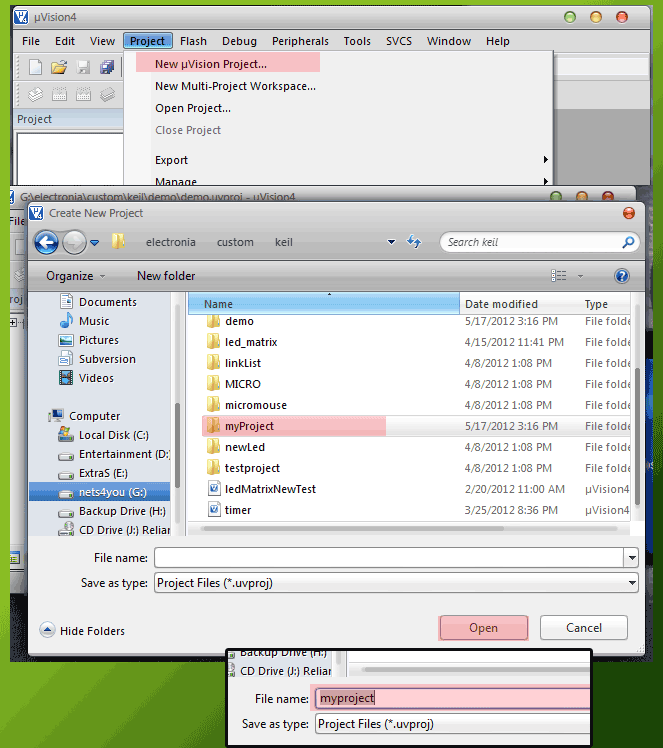 µVision4
File Edit View Project Flash Debug Peripherals Tools SVCS Window Help
New µVision Project...
New Multi-Project Workspace...
Open Project...
Close Project
Export
Manage
Project
G:\electronia\custom\keil\demo\demo.uvproj - µVision4
File
Create New Project
electronia custom keil
Search keil
Organize New folder
Name Date modified Type
Documents
Music
Pictures
Subversion
Videos
Computer
Local Disk (C:)
Entertainment (D:)
ExtraS (E:)
nets4you (G:)
Backup Drive (H:)
CD Drive (J:) Relian
demo 5/17/2012 3:16 PM File folde
led_matrix 4/15/2012 11:41 PM File folde
linkList 4/8/2012 1:08 PM File folde
MICRO 4/8/2012 1:08 PM File folde
micromouse 4/8/2012 1:08 PM File folde
myProject 5/17/2012 3:16 PM File folde
newLed 4/8/2012 1:08 PM File folde
testproject 4/8/2012 1:08 PM File folde
ledMatrixNewTest 2/20/2012 11:00 AM µVision4
timer 3/25/2012 8:36 PM µVision4
File name:
Save as type: Project Files (*.uvproj)
Hide Folders
Open Cancel
Backup Drive (H:)
CD Drive (J:) Relian
File name: myproject
Save as type: Project Files (*.uvproj)